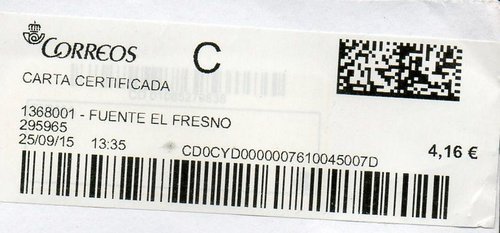 CORREOS
C
CARTA CERTIFICADA
1368001 - FUENTE EL FRESNO
295965
25/09/15 13:35
CD0CYD0000007610045007D
4,16 €